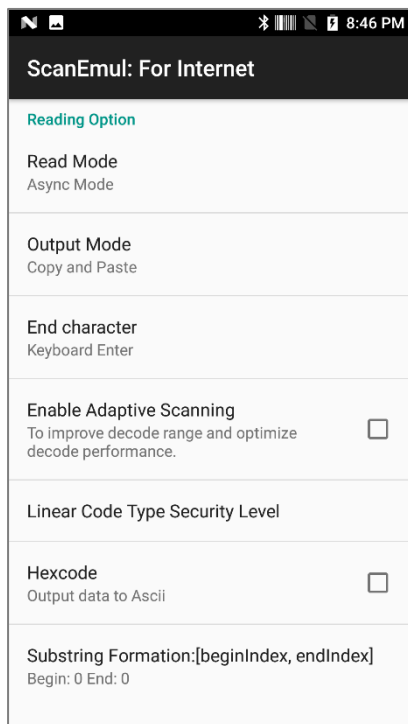 8:46 PM
ScanEmul: For Internet
Reading Option
Read Mode
Async Mode
Output Mode
Copy and Paste
End character
Keyboard Enter
Enable Adaptive Scanning
To improve decode range and optimize
decode performance.
Linear Code Type Security Level
Hexcode
Output data to Ascii
Substring Formation:[beginIndex, endIndex]
Begin: 0 End: 0